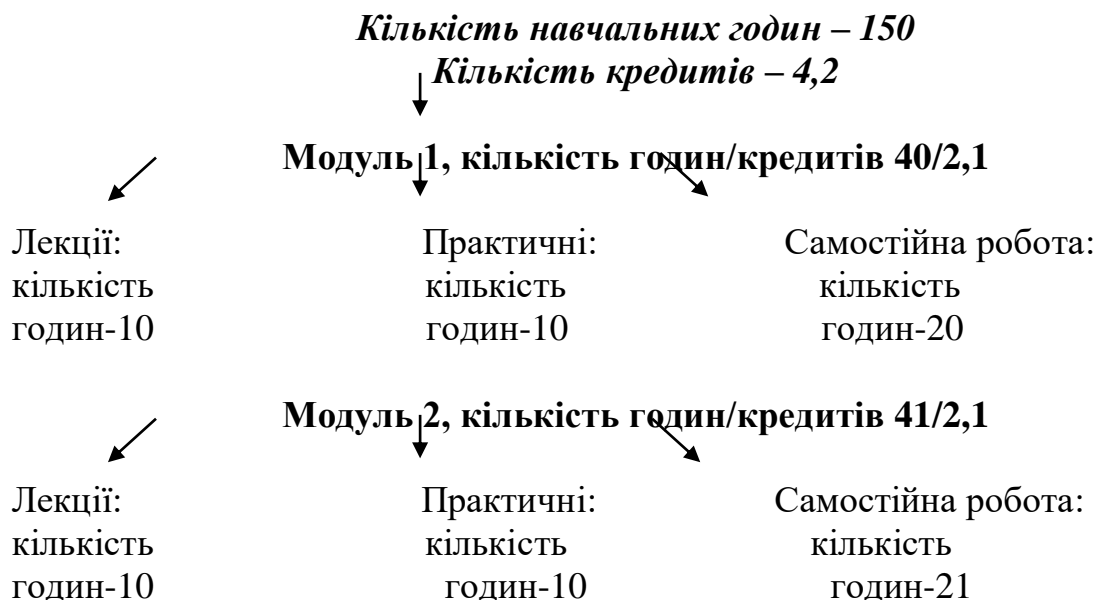 Кількість навчальних годин – 150
Кількість кредитів – 4,2
Модуль 1, кількість годин/кредитів 40/2,1
Лекції: Практичні: Самостійна робота:
кількість кількість кількість
годин-10 годин-10 годин-20
Модуль 2, кількість годин/кредитів 41/2,1
Лекції: Практичні: Самостійна робота:
кількість кількість кількість
годин-10 годин-10 годин-21